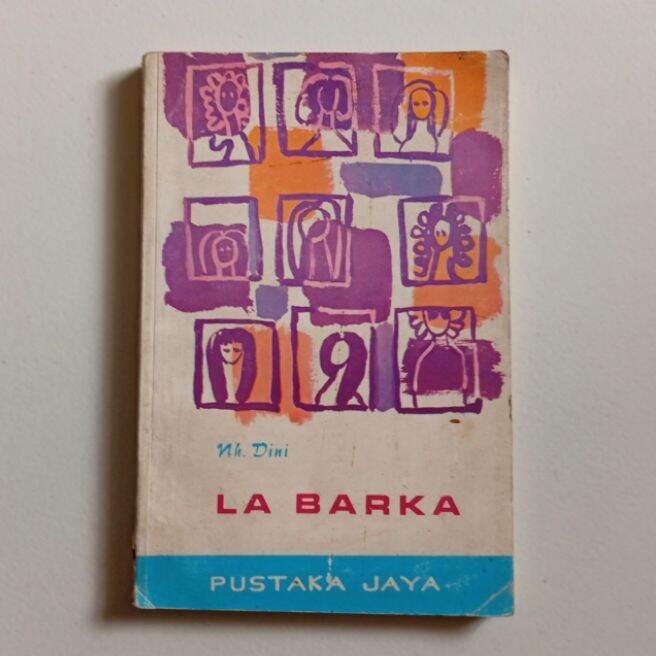 Nh. Dini
LA BARKA
PUSTAKA JAYA